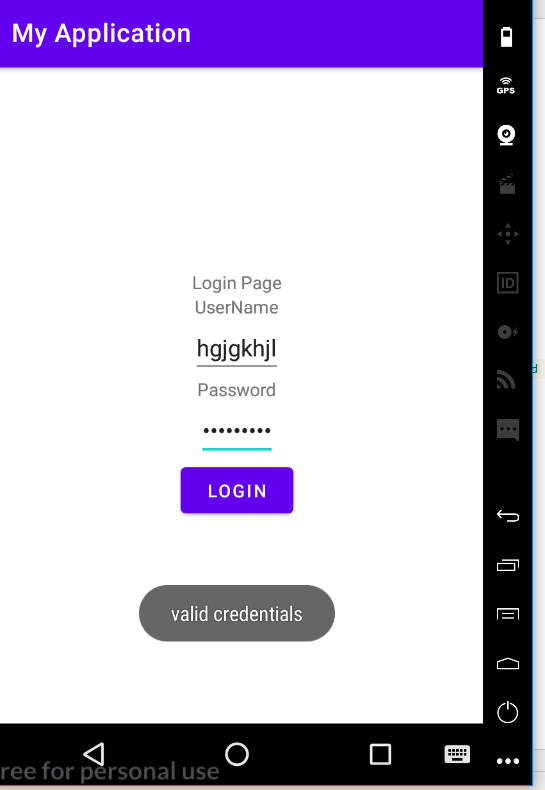 My Application
GPS
ID
Login Page
UserName
hgjgkhjl
Password
•••••••••
LOGIN
valid credentials
ree for personal use
d